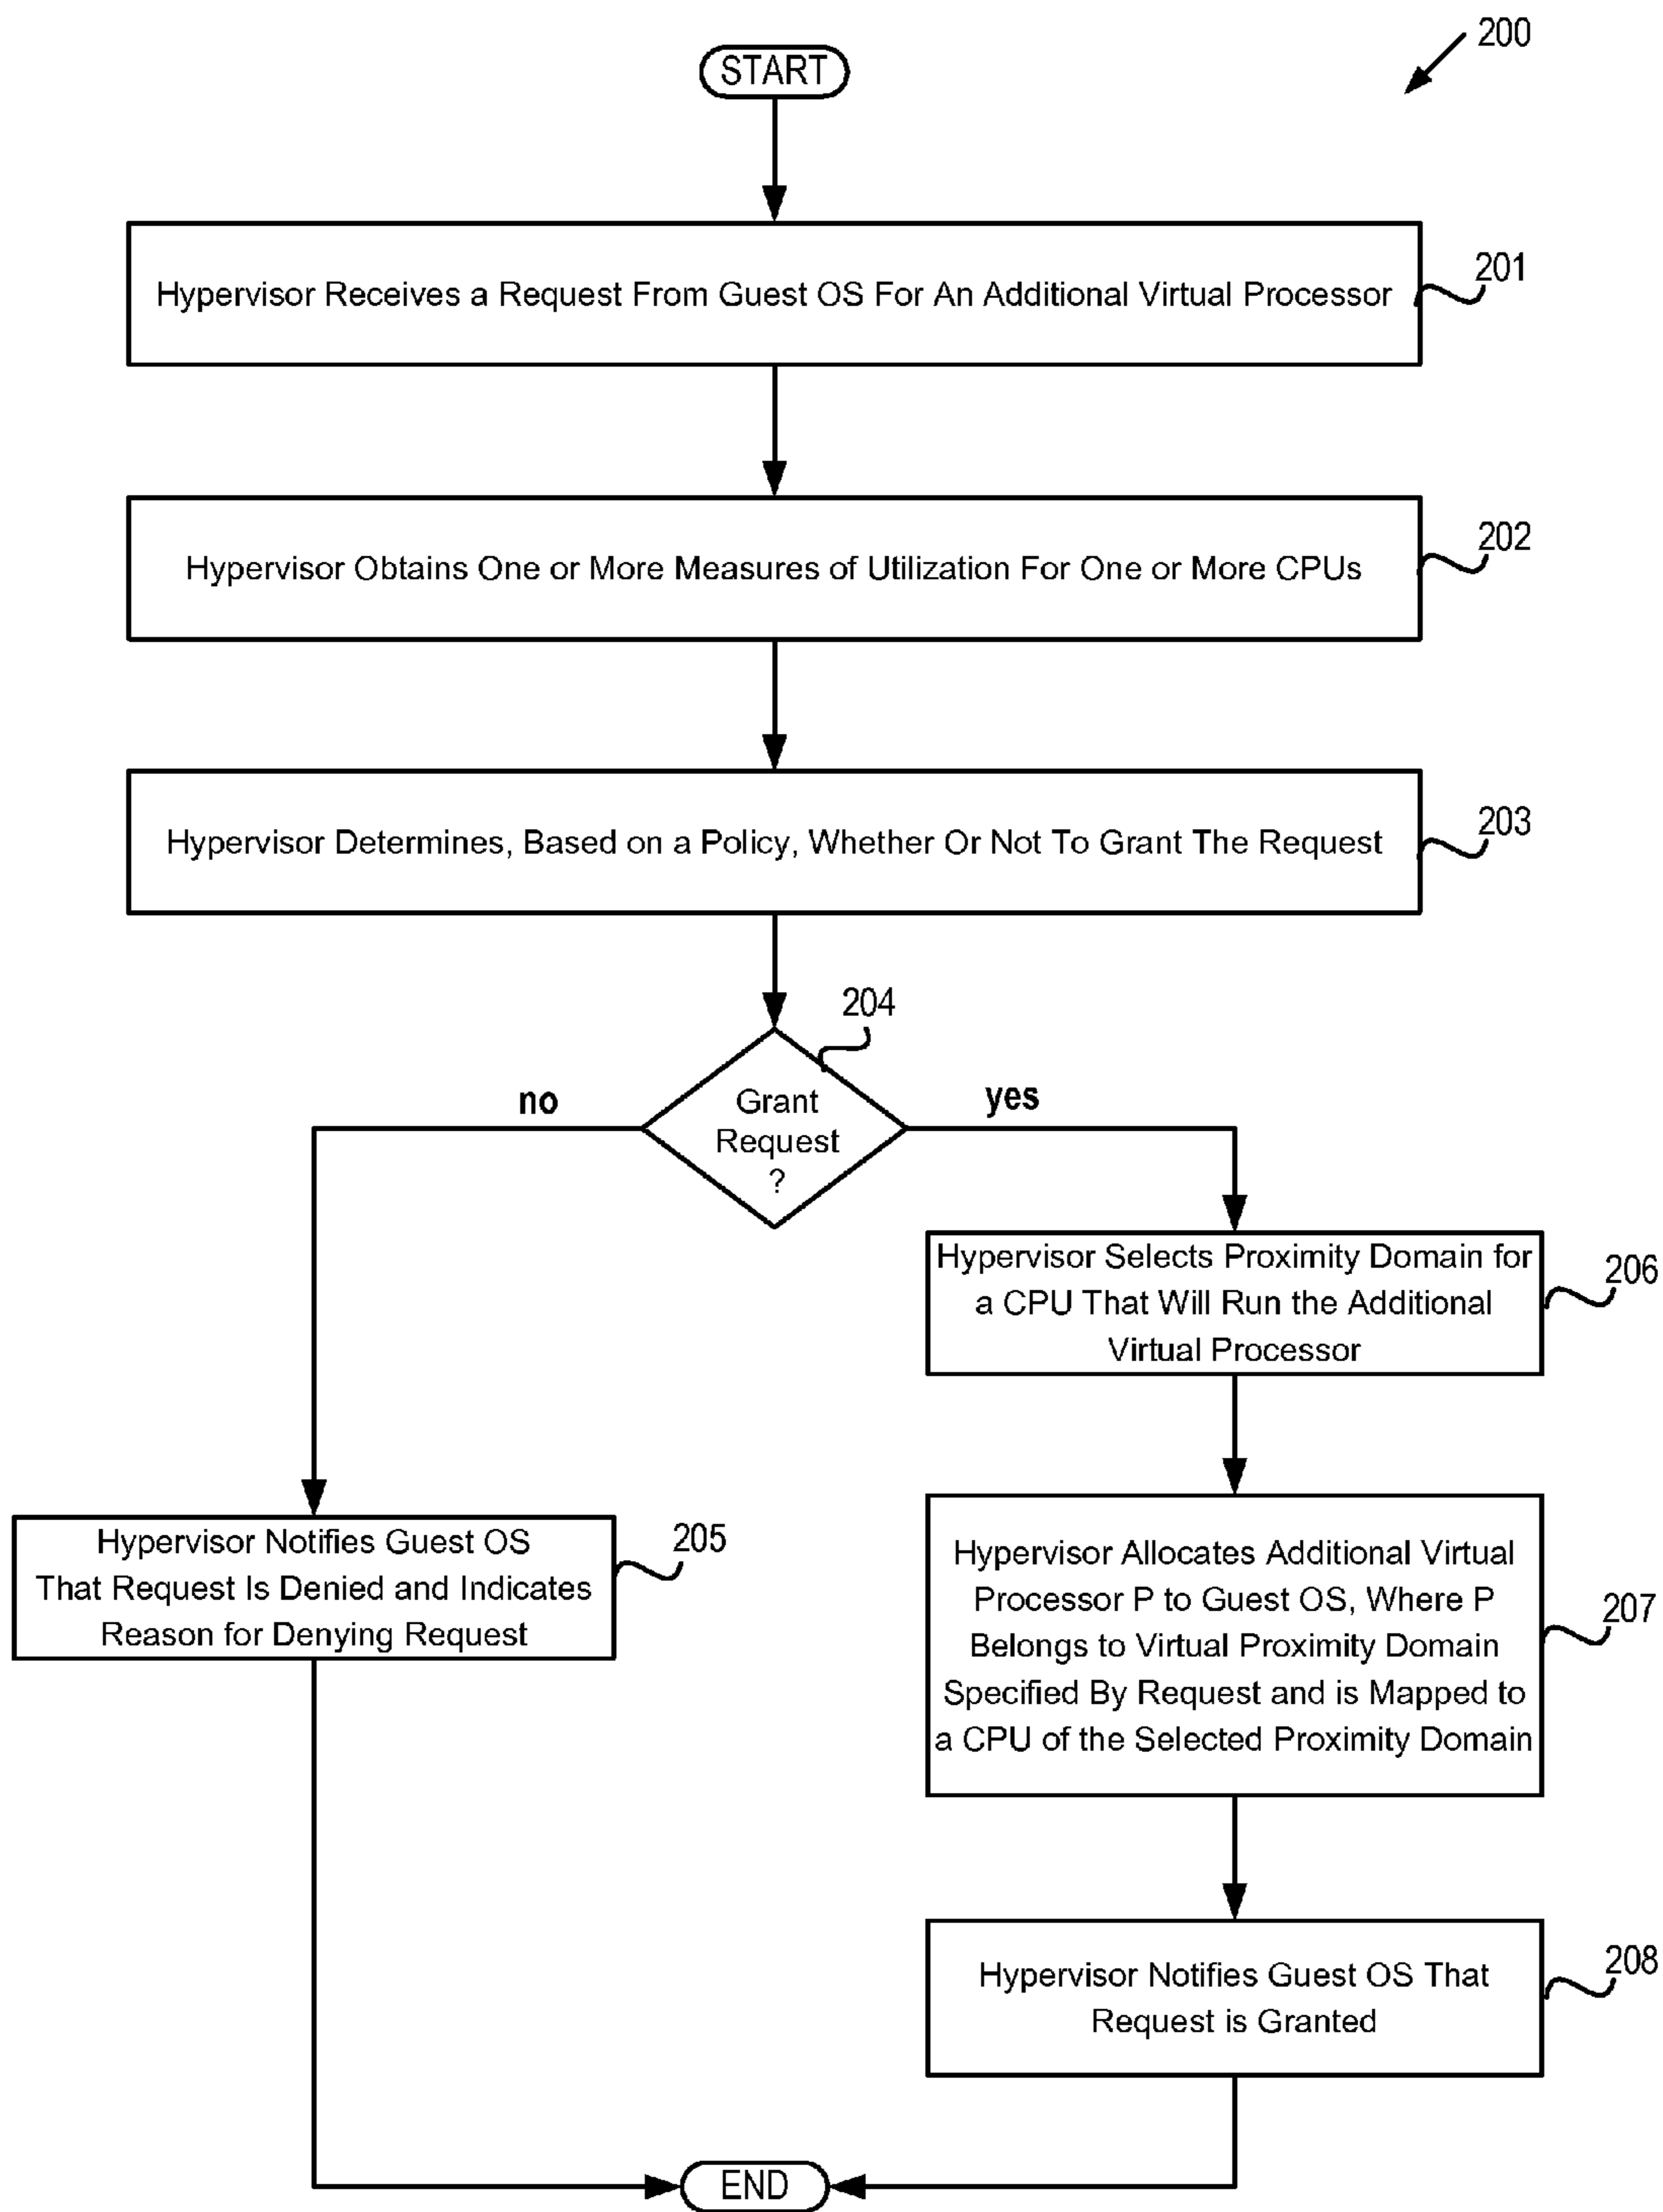 200
START
Hypervisor Receives a Request From Guest OS For An Additional Virtual Processor
201
Hypervisor Obtains One or More Measures of Utilization For One or More CPUs
202
Hypervisor Determines, Based on a Policy, Whether Or Not To Grant The Request
203
204
Grant
Request
?
no
yes
Hypervisor Selects Proximity Domain for
a CPU That Will Run the Additional
Virtual Processor
206
Hypervisor Notifies Guest OS
That Request Is Denied and Indicates
Reason for Denying Request
205
Hypervisor Allocates Additional Virtual
Processor P to Guest OS, Where P
Belongs to Virtual Proximity Domain
Specified By Request and is Mapped to
a CPU of the Selected Proximity Domain
207
Hypervisor Notifies Guest OS That
Request is Granted
208
END